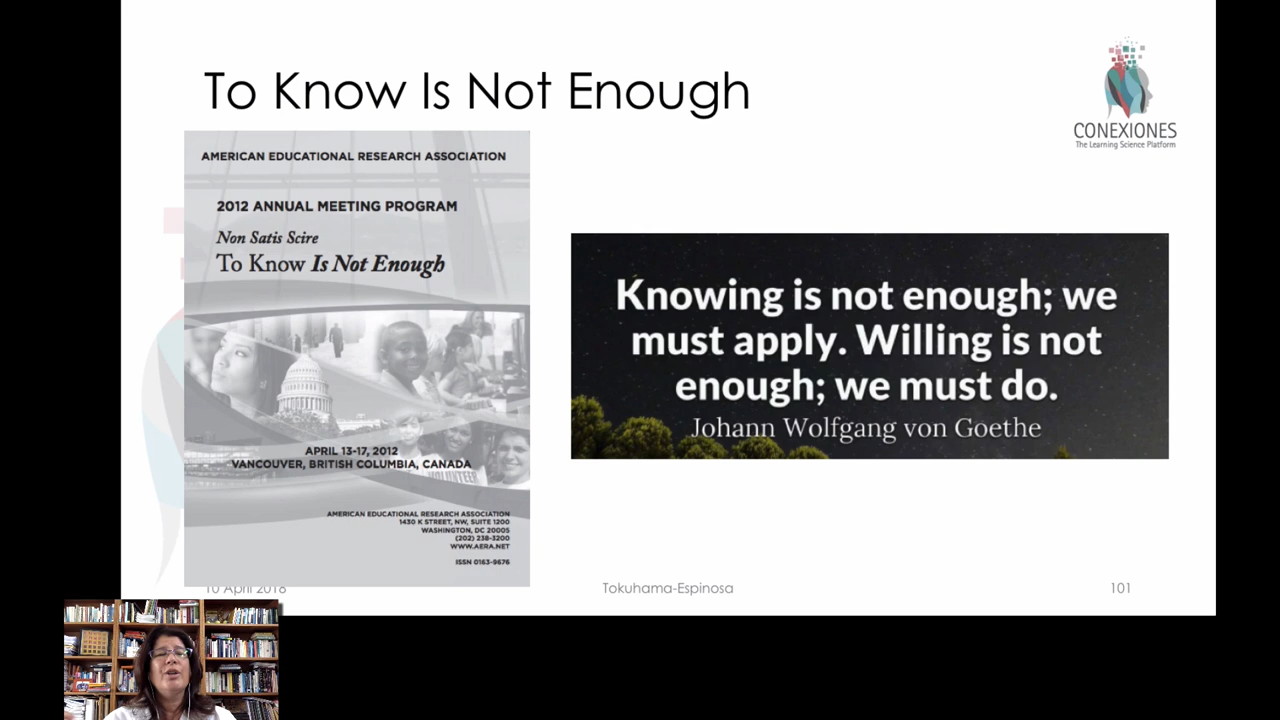 To Know Is Not Enough
CONEXIONES
The Learning Science Platform
AMERICAN EDUCATIONAL RESEARCH ASSOCIATION
2012 ANNUAL MEETING PROGRAM
Non Satis Scire
To Know Is Not Enough
APRIL 13-17, 2012
VANCOUVER, BRITISH COLUMBIA, CANADA
VOLUNTEER
AMERICAN EDUCATIONAL RESEARCH ASSOCIATION
1430 K STREET, NW, SUITE 1200
WASHINGTON, DC 20005
(202) 238-3200
WWW.AERA.NET
ISSN 0163-9676
Knowing is not enough; we
must apply. Willing is not
enough; we must do.
Johann Wolfgang von Goethe
10 April 2018
Tokuhama-Espinosa
101